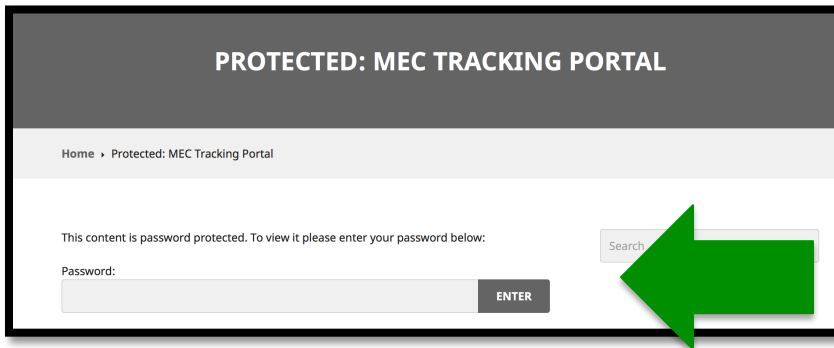 PROTECTED: MEC TRACKING PORTAL
Home › Protected: MEC Tracking Portal
This content is password protected. To view it please enter your password below:
Search
Password:
ENTER